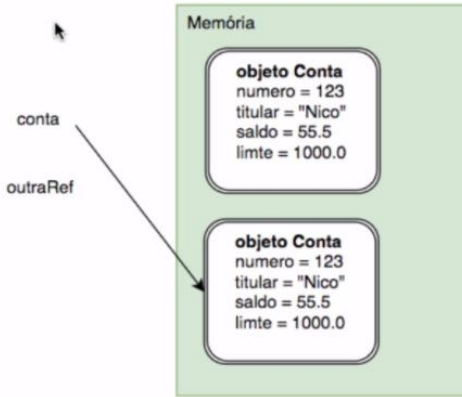 Memória
objeto Conta
numero = 123
titular = "Nico"
saldo = 55.5
limte = 1000.0
conta
outraRef
objeto Conta
numero = 123
titular = "Nico"
saldo = 55.5
limte = 1000.0